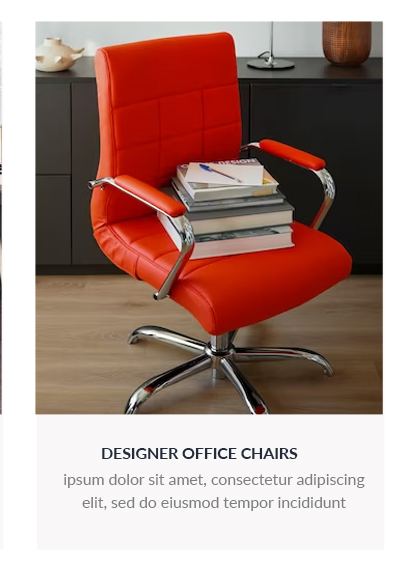 DESIGNER OFFICE CHAIRS
ipsum dolor sit amet, consectetur adipiscing
elit, sed do eiusmod tempor incididunt